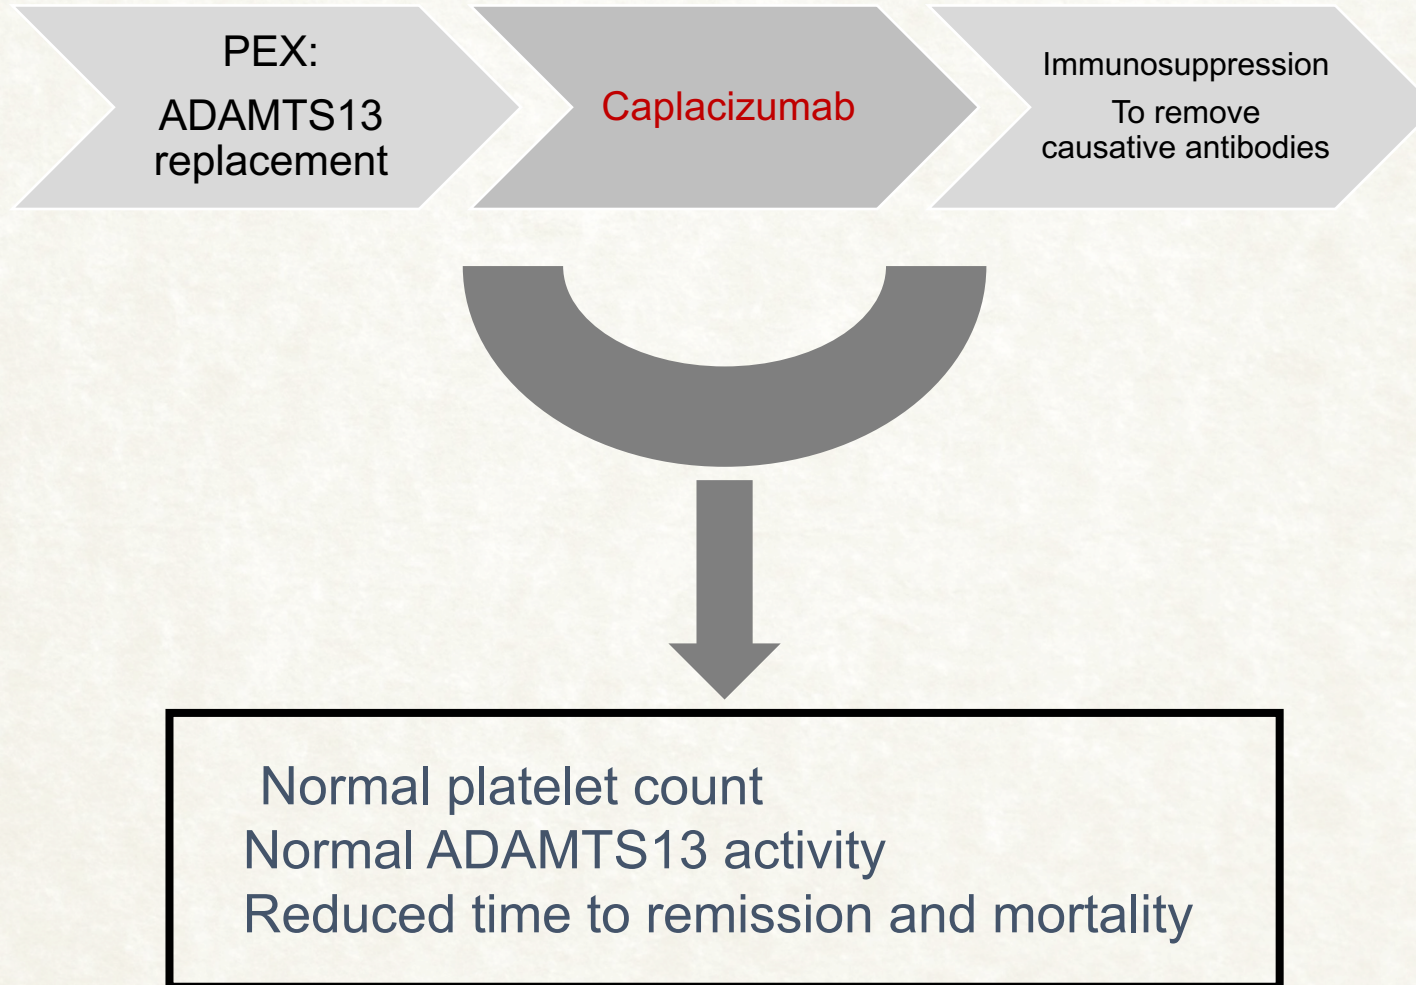 PEX:
ADAMTS13
replacement
Caplacizumab
Immunosuppression
To remove
causative antibodies
Normal platelet count
Normal ADAMTS13 activity
Reduced time to remission and mortality